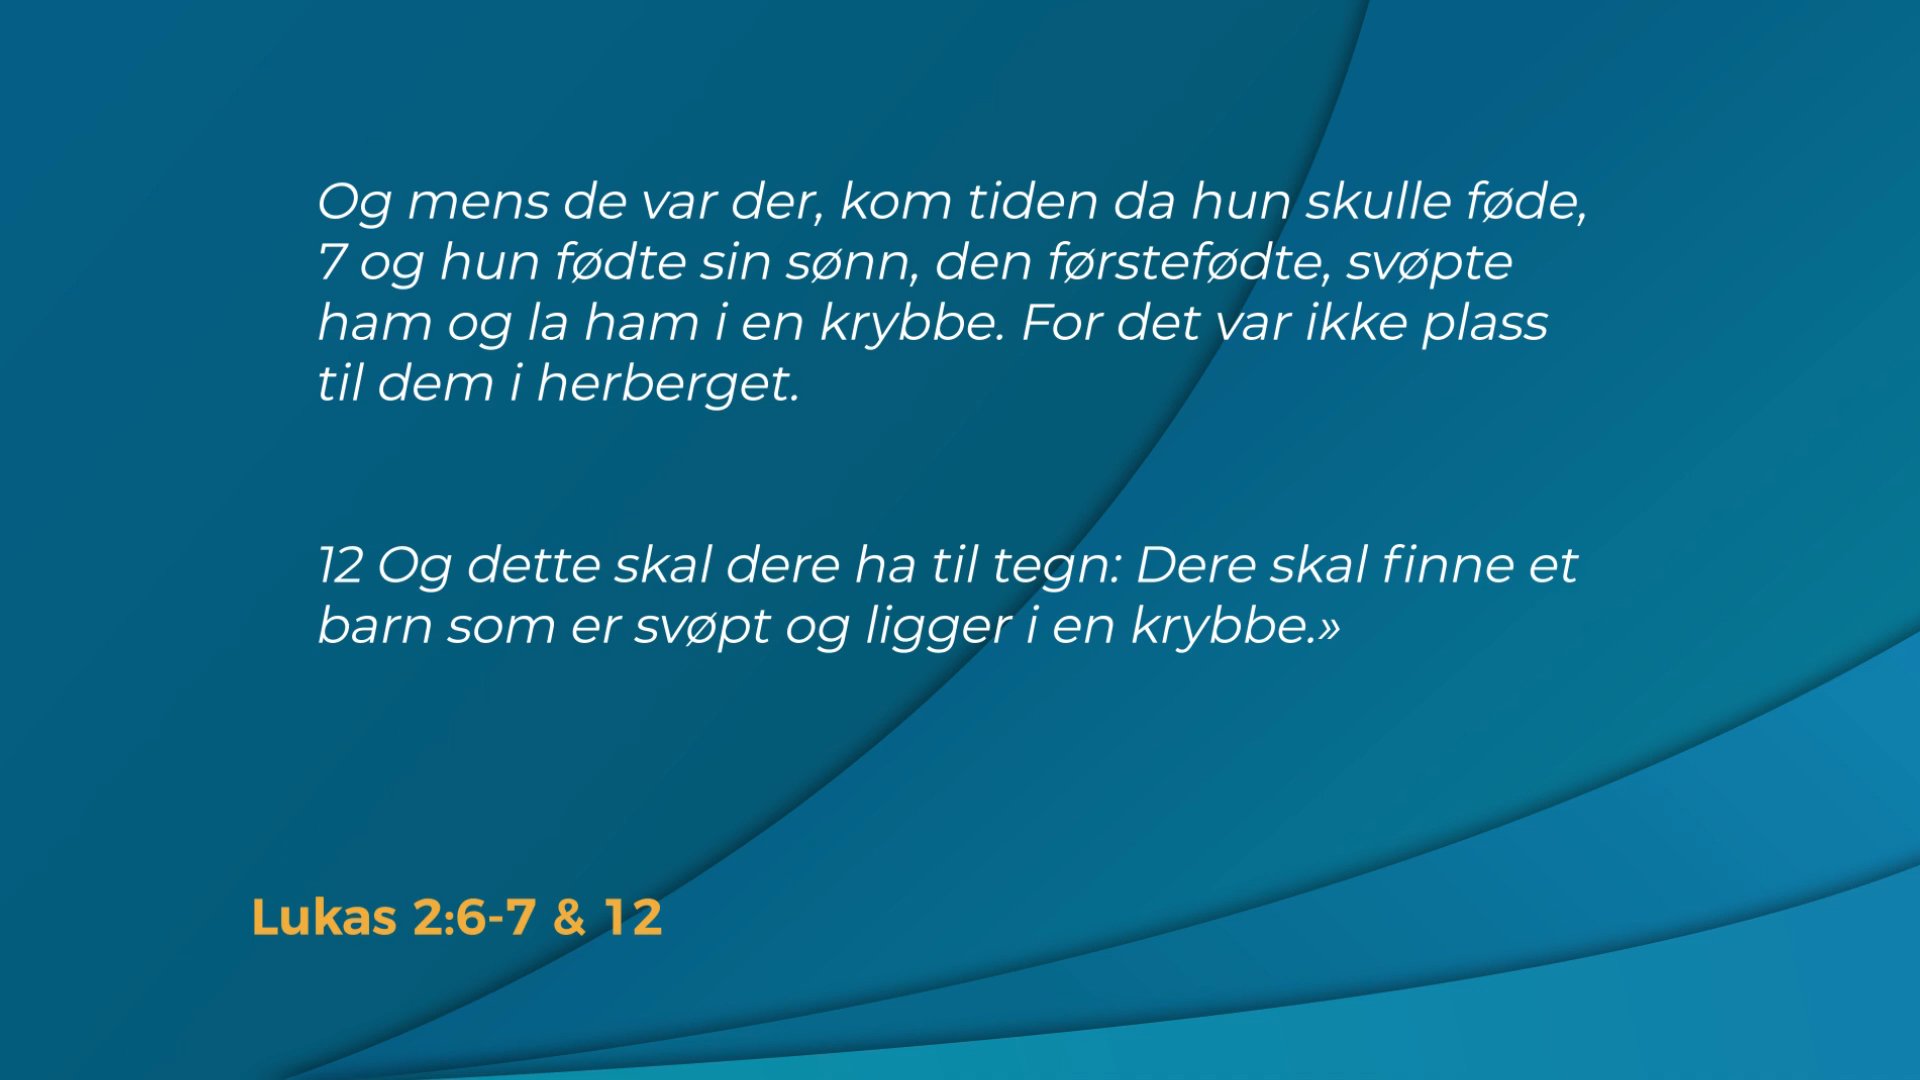 Og mens de var der, kom tiden da hun skulle føde,
7 og hun fødte sin sønn, den førstefødte, svøpte
ham og la ham i en krybbe. For det var ikke plass
til dem i herberget.
12 Og dette skal dere ha til tegn: Dere skal finne et
barn som er svøpt og ligger i en krybbe.»
Lukas 2:6-7 & 12